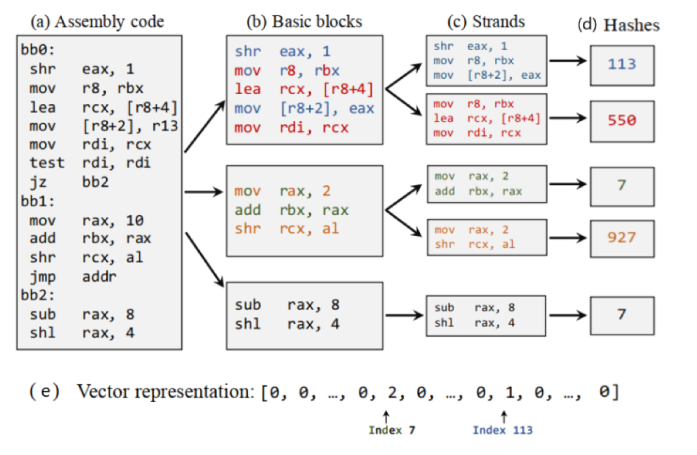 (a) Assembly code
bb0:
shr eax, 1
mov r8, rbx
lea rcx, [r8+4]
mov [r8+2], r13
mov rdi, rcx
test rdi, rdi
jz bb2
bb1:
mov rax, 10
add rbx, rax
shr rcx, al
jmp addr
bb2:
sub rax, 8
shl rax, 4
(b) Basic blocks
shr eax, 1
mov r8, rbx
lea rcx, [r8+4]
mov [r8+2], eax
mov rdi, rcx
mov rax, 2
add rbx, rax
shr rcx, al
sub rax, 8
shl rax, 4
(c) Strands
shr eax, 1
mov r8, rbx
mov [r8+2], eax
mov r8, rbx
lea rcx, [r8+4]
mov rdi, rcx
mov rax, 2
add rbx, rax
mov rax, 2
shr rcx, al
sub rax, 8
shl rax, 4
(d) Hashes
113
550
7
927
7
(e) Vector representation: [0, 0, …, 0, 2, 0, …, 0, 1, 0, …, 0]
Index 7 Index 113